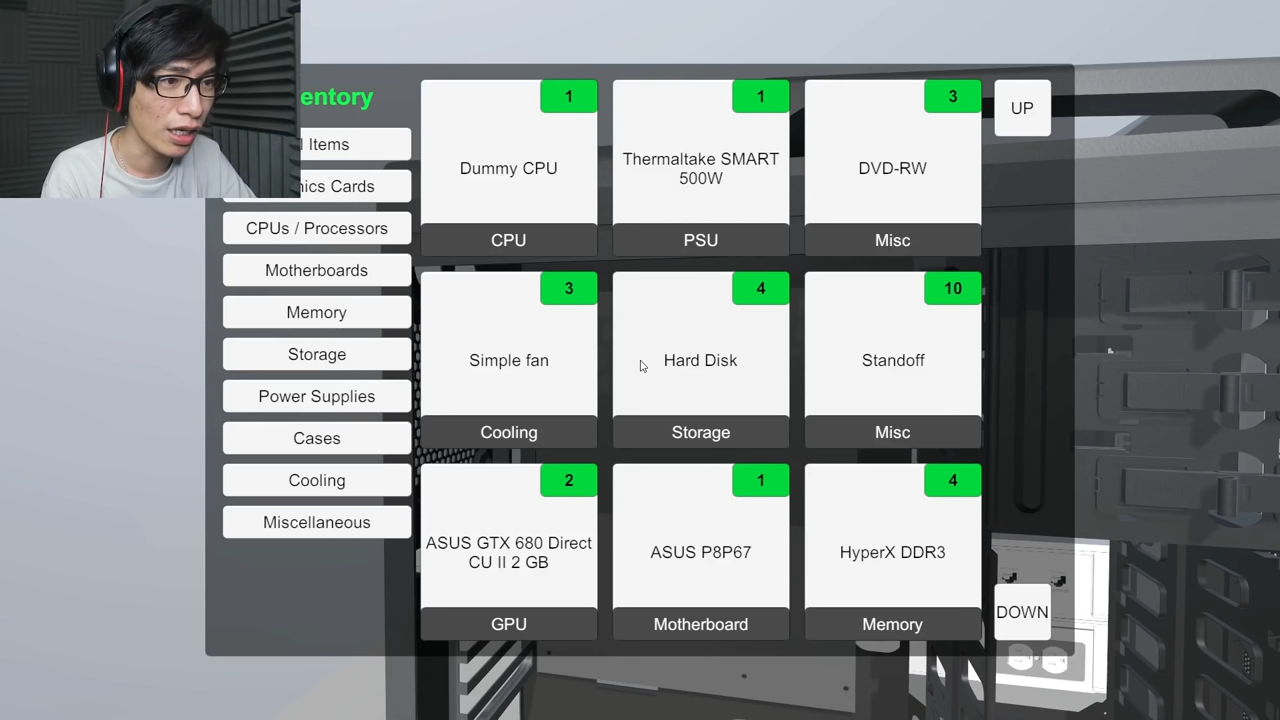 entory
l Items
nics Cards
CPUs / Processors
Motherboards
Memory
Storage
Power Supplies
Cases
Cooling
Miscellaneous
1
Dummy CPU
CPU
1
Thermaltake SMART
500W
PSU
3
DVD-RW
Misc
3
Simple fan
Cooling
4
Hard Disk
Storage
10
Standoff
Misc
2
ASUS GTX 680 Direct
CU II 2 GB
GPU
1
ASUS P8P67
Motherboard
4
HyperX DDR3
Memory
UP
DOWN